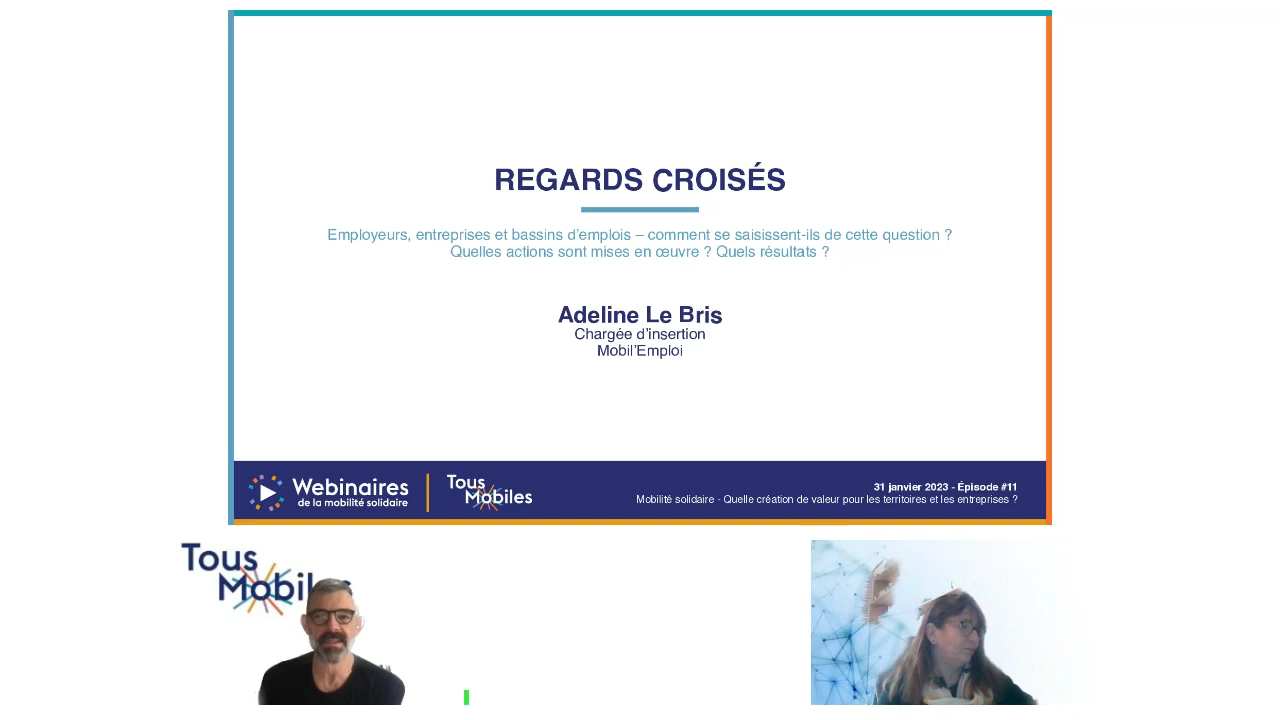 REGARDS CROISÉS
Employeurs, entreprises et bassins d'emplois – comment se saisissent-ils de cette question ?
Quelles actions sont mises en œuvre ? Quels résultats ?
Adeline Le Bris
Chargée d'insertion
Mobil'Emploi
Webinaires
de la mobilité solidaire
Tous
Mobiles
31 janvier 2023 - Épisode #11
Mobilité solidaire - Quelle création de valeur pour les territoires et les entreprises ?
Tous
Mobiles